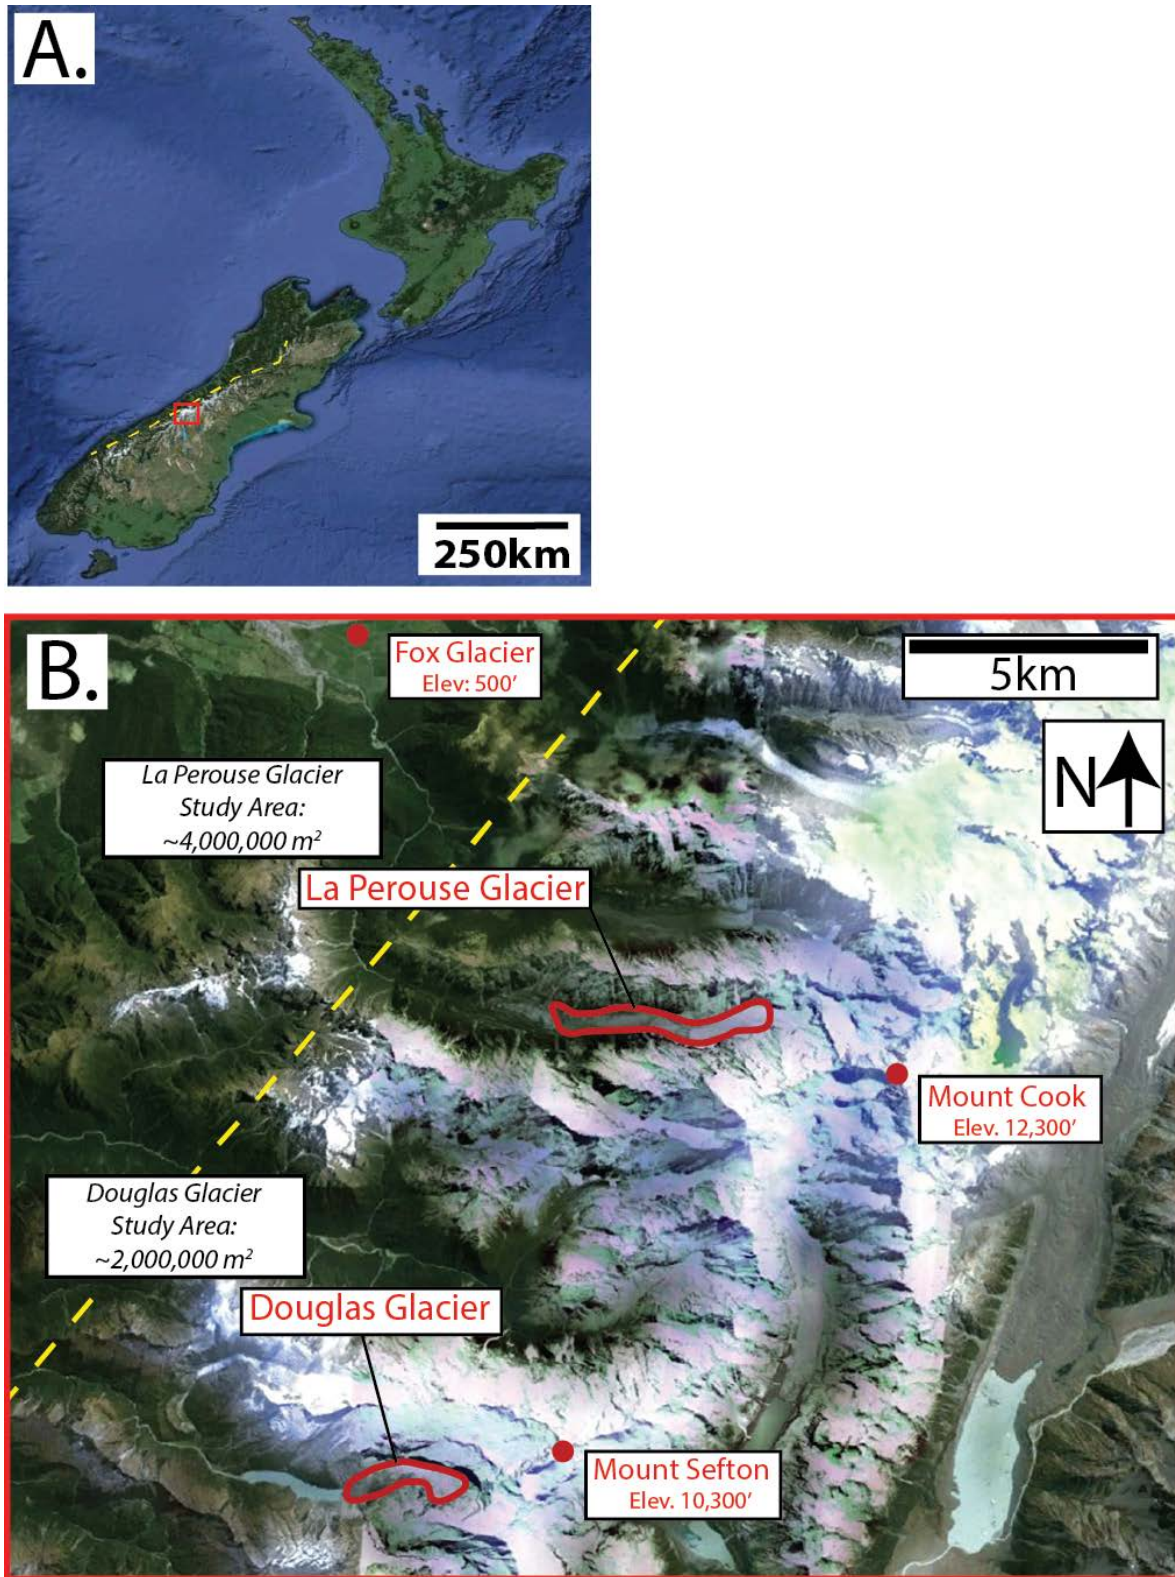 A.
250km
B.
Fox Glacier
Elev: 500'
5km
N
La Perouse Glacier
Study Area:
~4,000,000 m²
La Perouse Glacier
Mount Cook
Elev. 12,300'
Douglas Glacier
Study Area:
~2,000,000 m²
Douglas Glacier
Mount Sefton
Elev. 10,300'